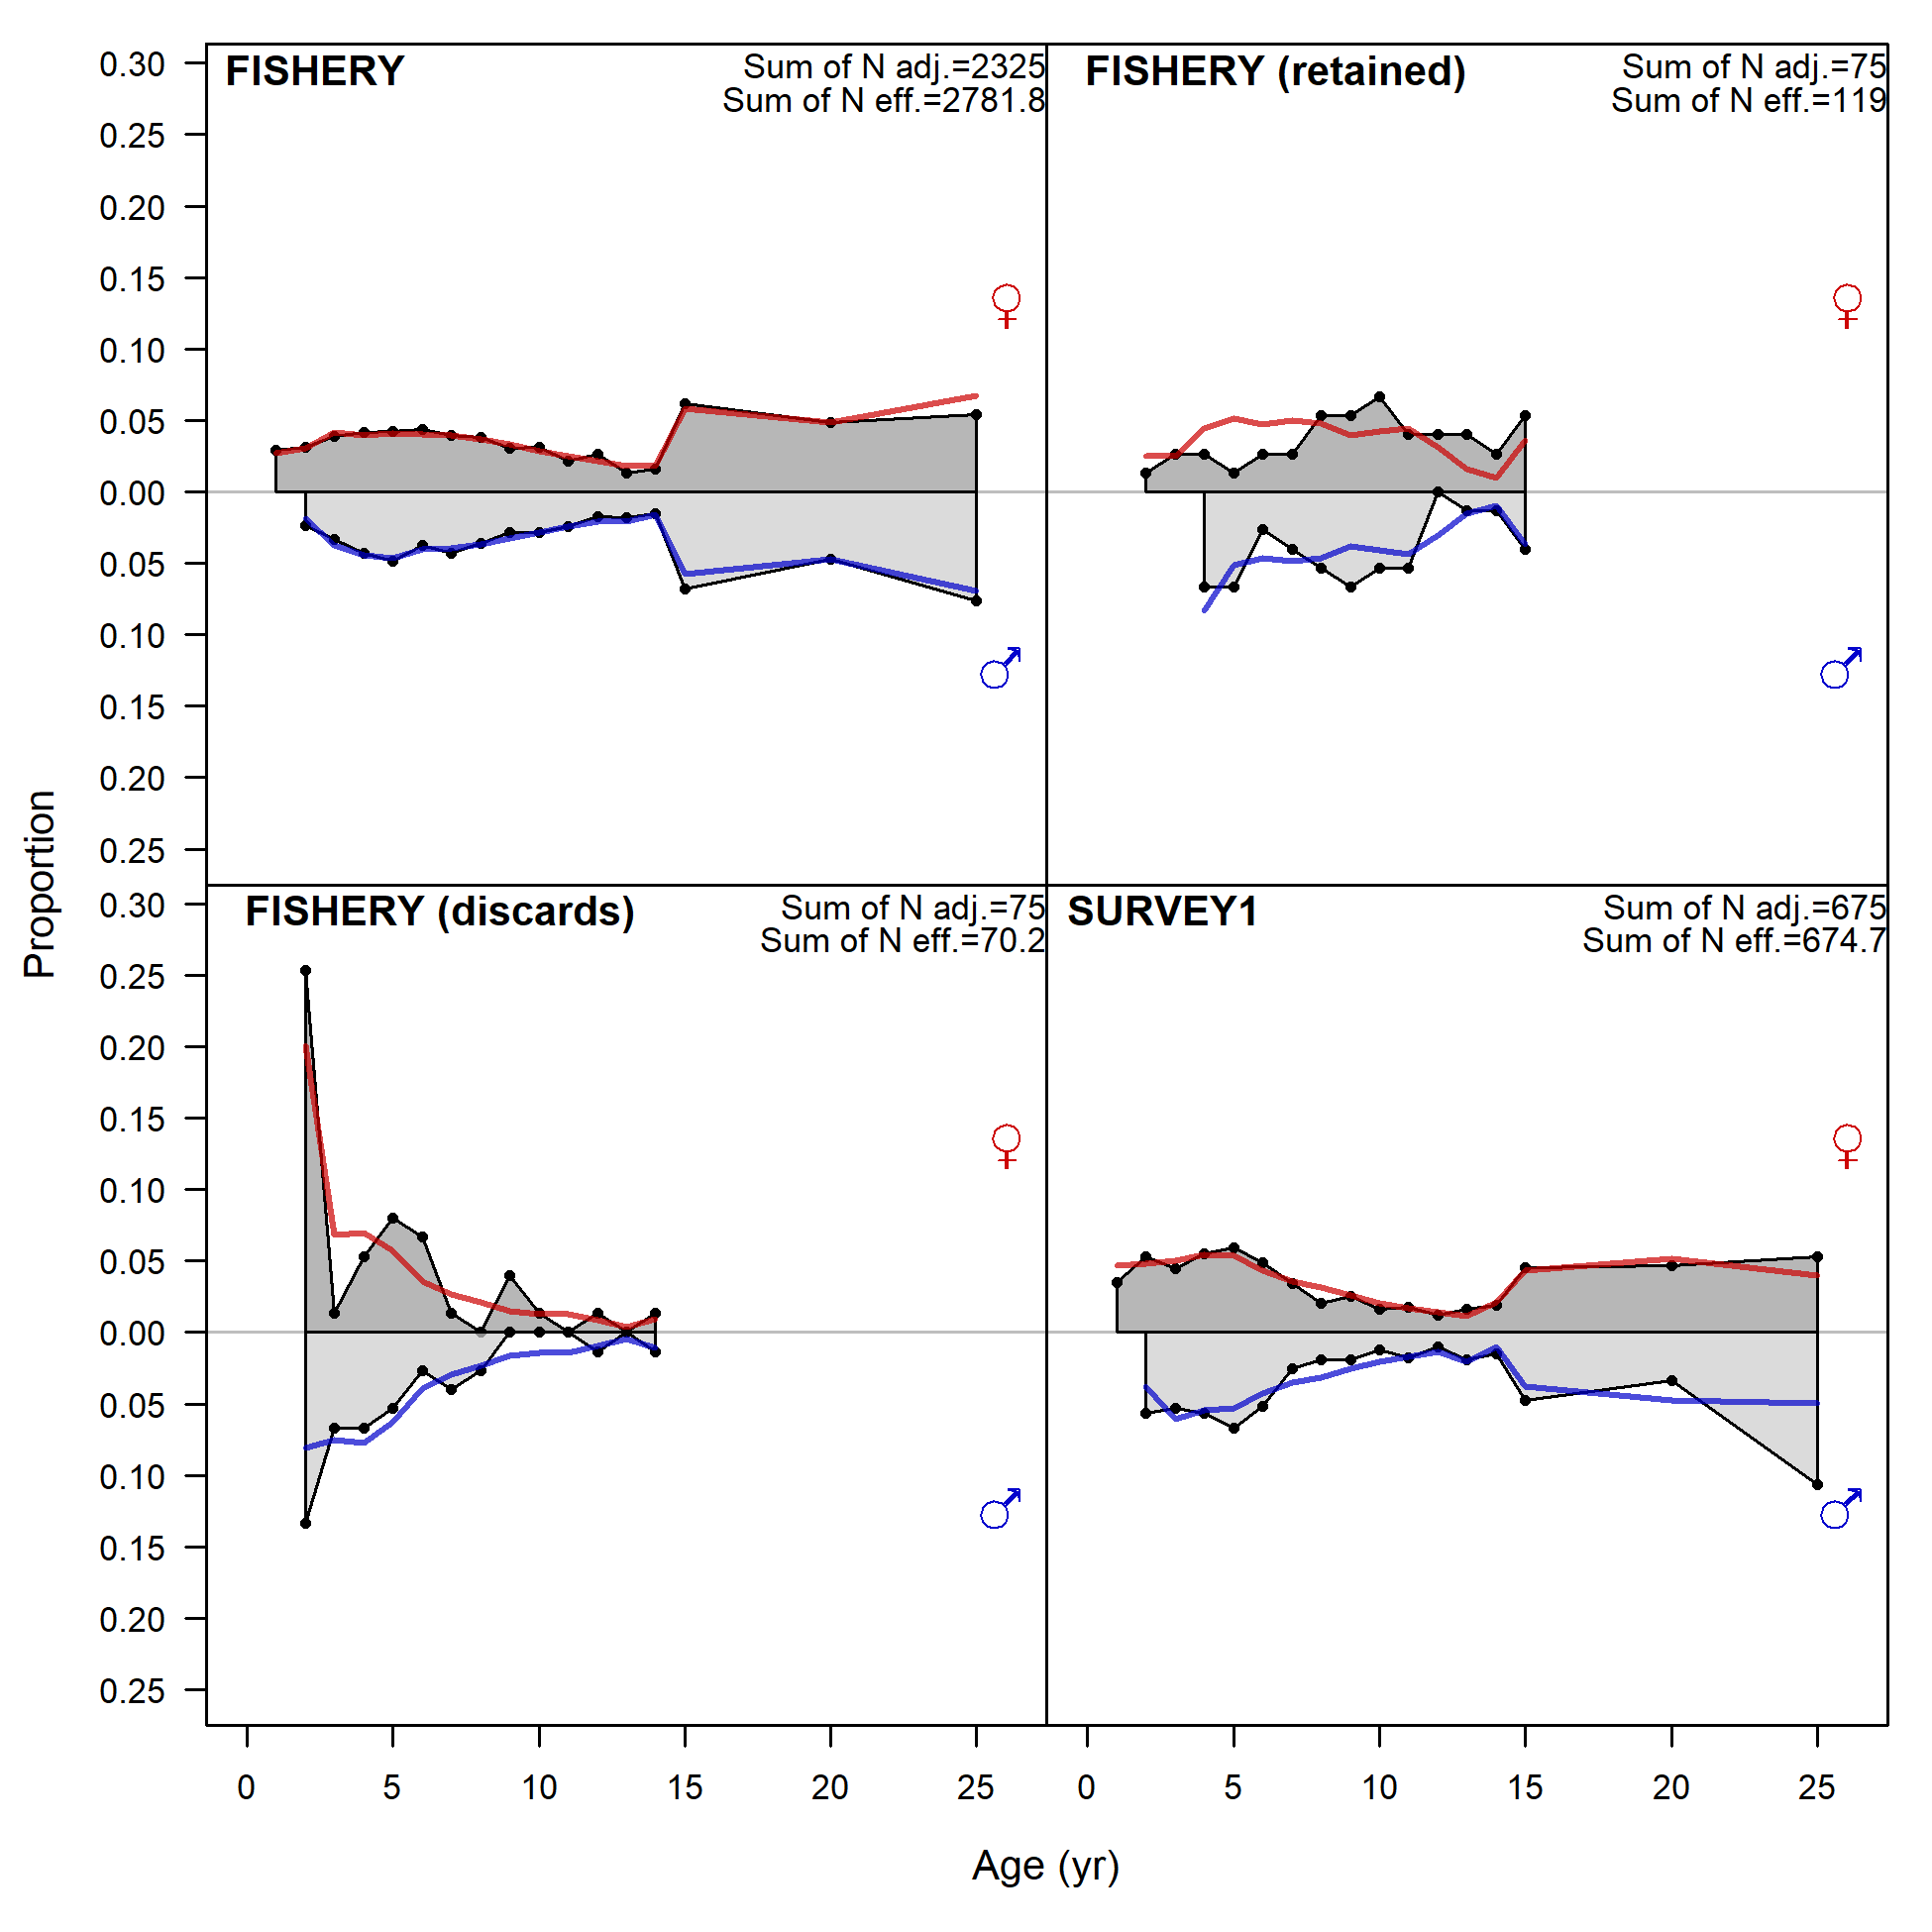 FISHERY
Sum of N adj.=2325
Sum of N eff.=2781.8
FISHERY (retained)
Sum of N adj.=75
Sum of N eff.=119
0.30
0.25
0.20
0.15
0.10
0.05
0.00
0.05
0.10
0.15
0.20
0.25
♀
♂
♀
♂
Proportion
FISHERY (discards)
Sum of N adj.=75
Sum of N eff.=70.2
SURVEY1
Sum of N adj.=675
Sum of N eff.=674.7
0.30
0.25
0.20
0.15
0.10
0.05
0.00
0.05
0.10
0.15
0.20
0.25
♀
♂
♀
♂
0 5 10 15 20 25
0 5 10 15 20 25
Age (yr)